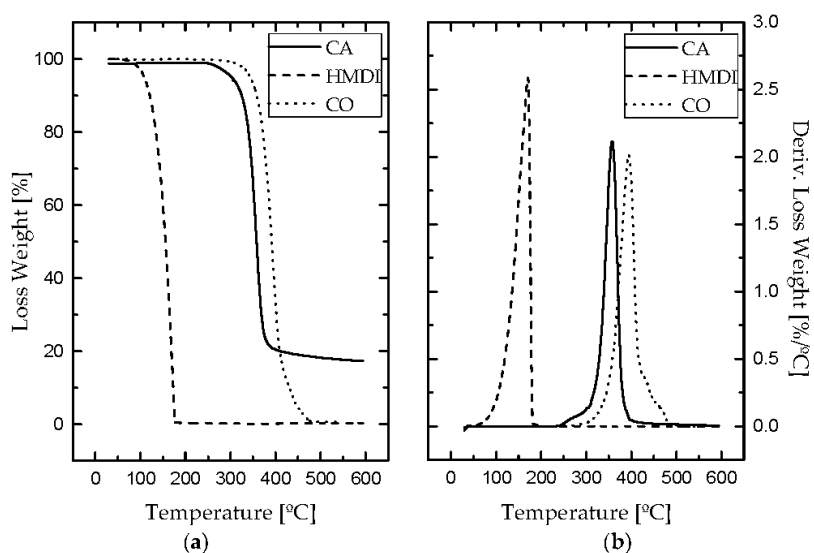 CA
HMDI
CO
100
80
60
40
20
0
Loss Weight [%]
0 100 200 300 400 500 600
Temperature [ºC]
(a)
CA
HMDI
CO
3.0
2.5
2.0
1.5
1.0
0.5
0.0
Deriv. Loss Weight [%/ºC]
0 100 200 300 400 500 600
Temperature [ºC]
(b)